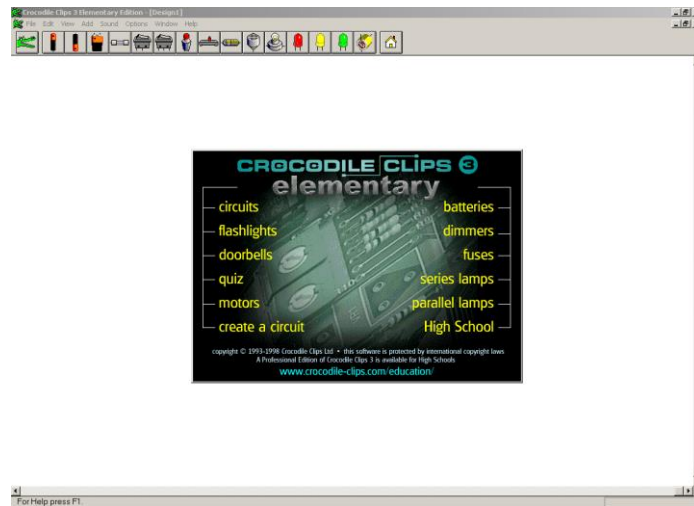 Crocodile Clips 3 Elementary Edition - [Design1]
File Edit View Add Sound Options Window Help
CROCODILE CLIPS 3
elementary
circuits
flashlights
doorbells
quiz
motors
create a circuit
batteries
dimmers
fuses
series lamps
parallel lamps
High School
copyright © 1993-1998 Crocodile Clips Ltd • this software is protected by international copyright laws
A Professional Edition of Crocodile Clips 3 is available for High Schools
www.crocodile-clips.com/education/
For Help press F1.